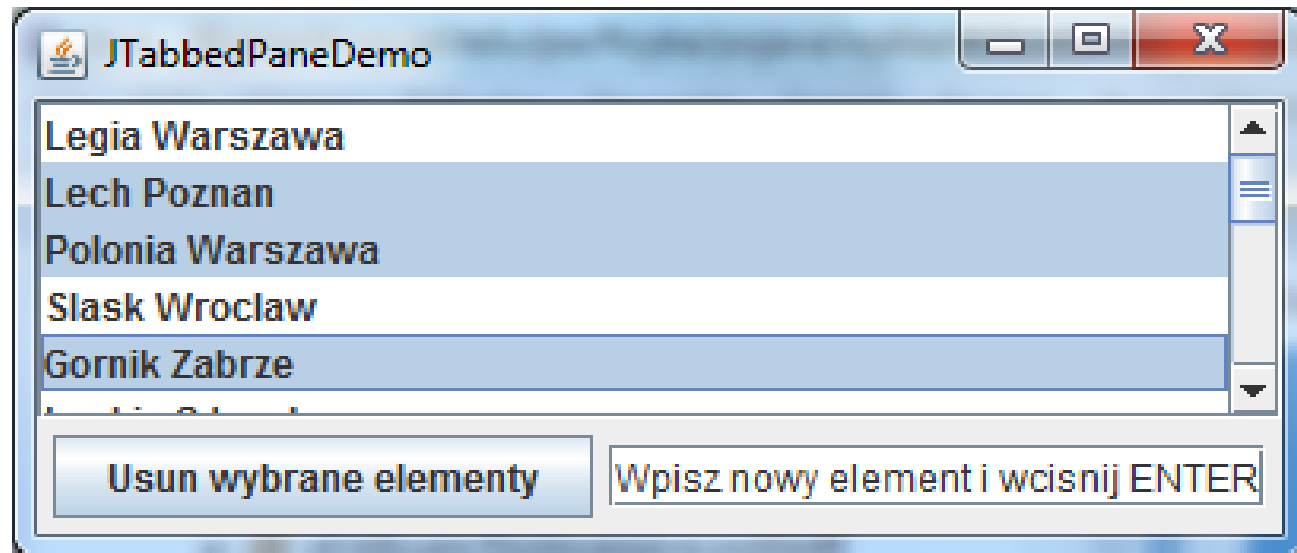 JTabbedPaneDemo
Legia Warszawa
Lech Poznan
Polonia Warszawa
Slask Wroclaw
Gornik Zabrze
Usun wybrane elementy
Wpisz nowy element i wcisnij ENTER